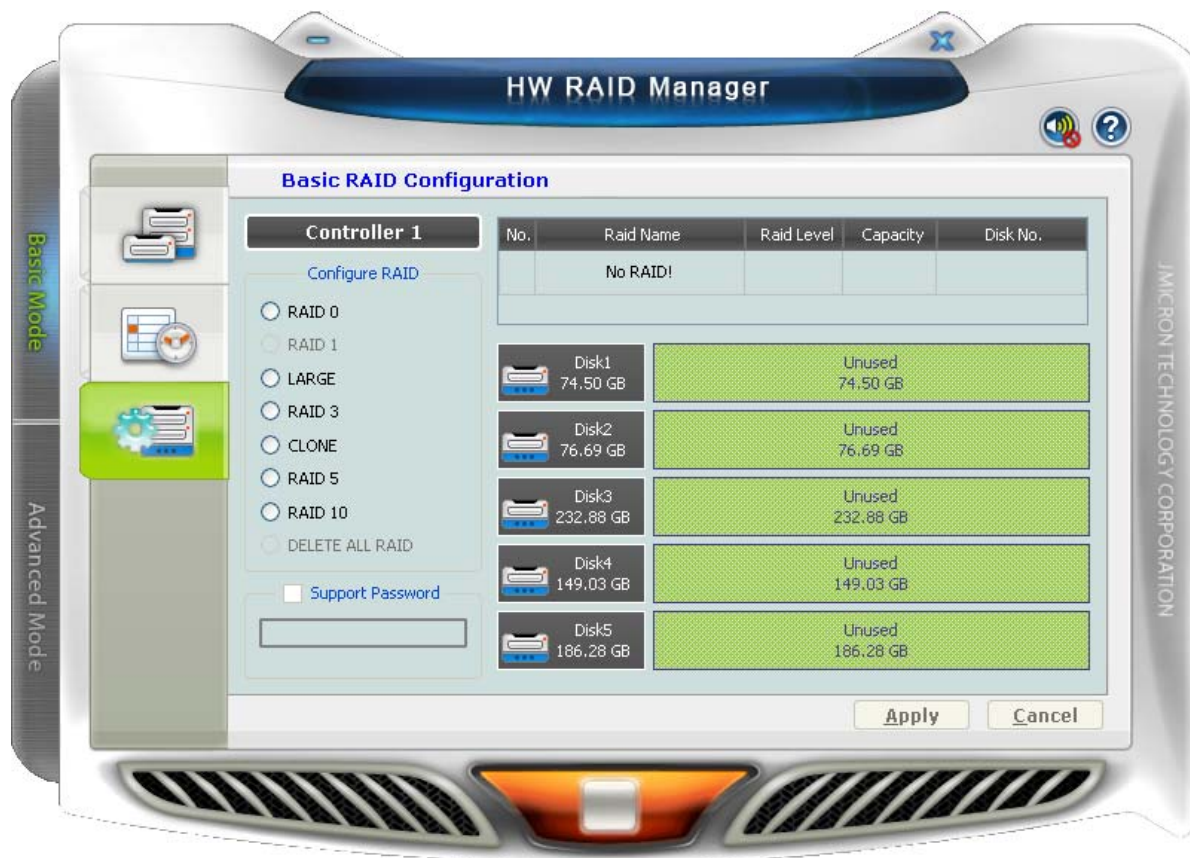 HW RAID Manager
?
Basic RAID Configuration
Basic Mode
Advanced Mode
Controller 1
Configure RAID
RAID 0
RAID 1
LARGE
RAID 3
CLONE
RAID 5
RAID 10
DELETE ALL RAID
Support Password
No. Raid Name Raid Level Capacity Disk No.
No RAID!
Disk1
74.50 GB
Unused
74.50 GB
Disk2
76.69 GB
Unused
76.69 GB
Disk3
232.88 GB
Unused
232.88 GB
Disk4
149.03 GB
Unused
149.03 GB
Disk5
186.28 GB
Unused
186.28 GB
Apply Cancel
JMICRON TECHNOLOGY CORPORATION